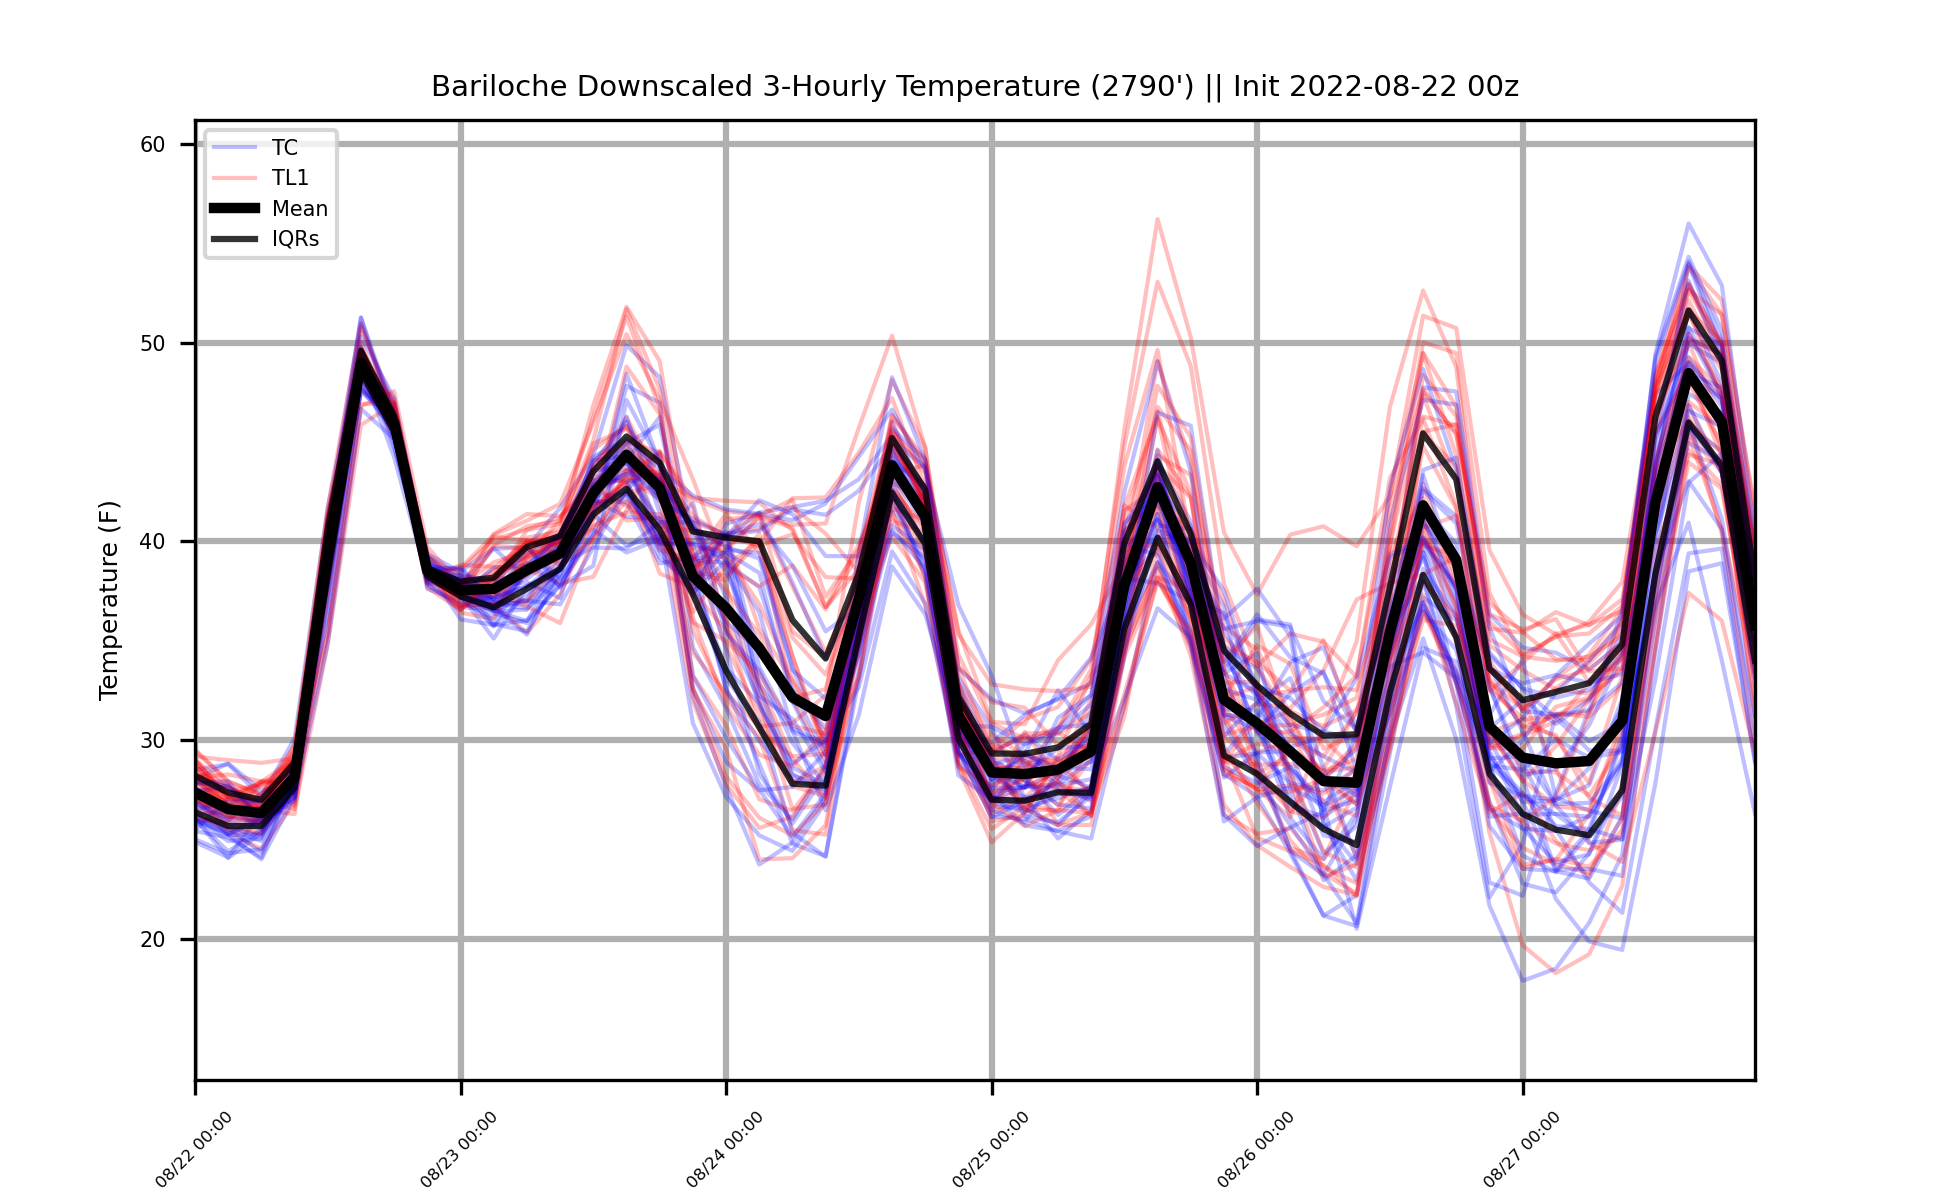 Bariloche Downscaled 3-Hourly Temperature (2790') || Init 2022-08-22 00z
TC
TL1
Mean
IQRs
Temperature (F)
60
50
40
30
20
08/22 00:00
08/23 00:00
08/24 00:00
08/25 00:00
08/26 00:00
08/27 00:00